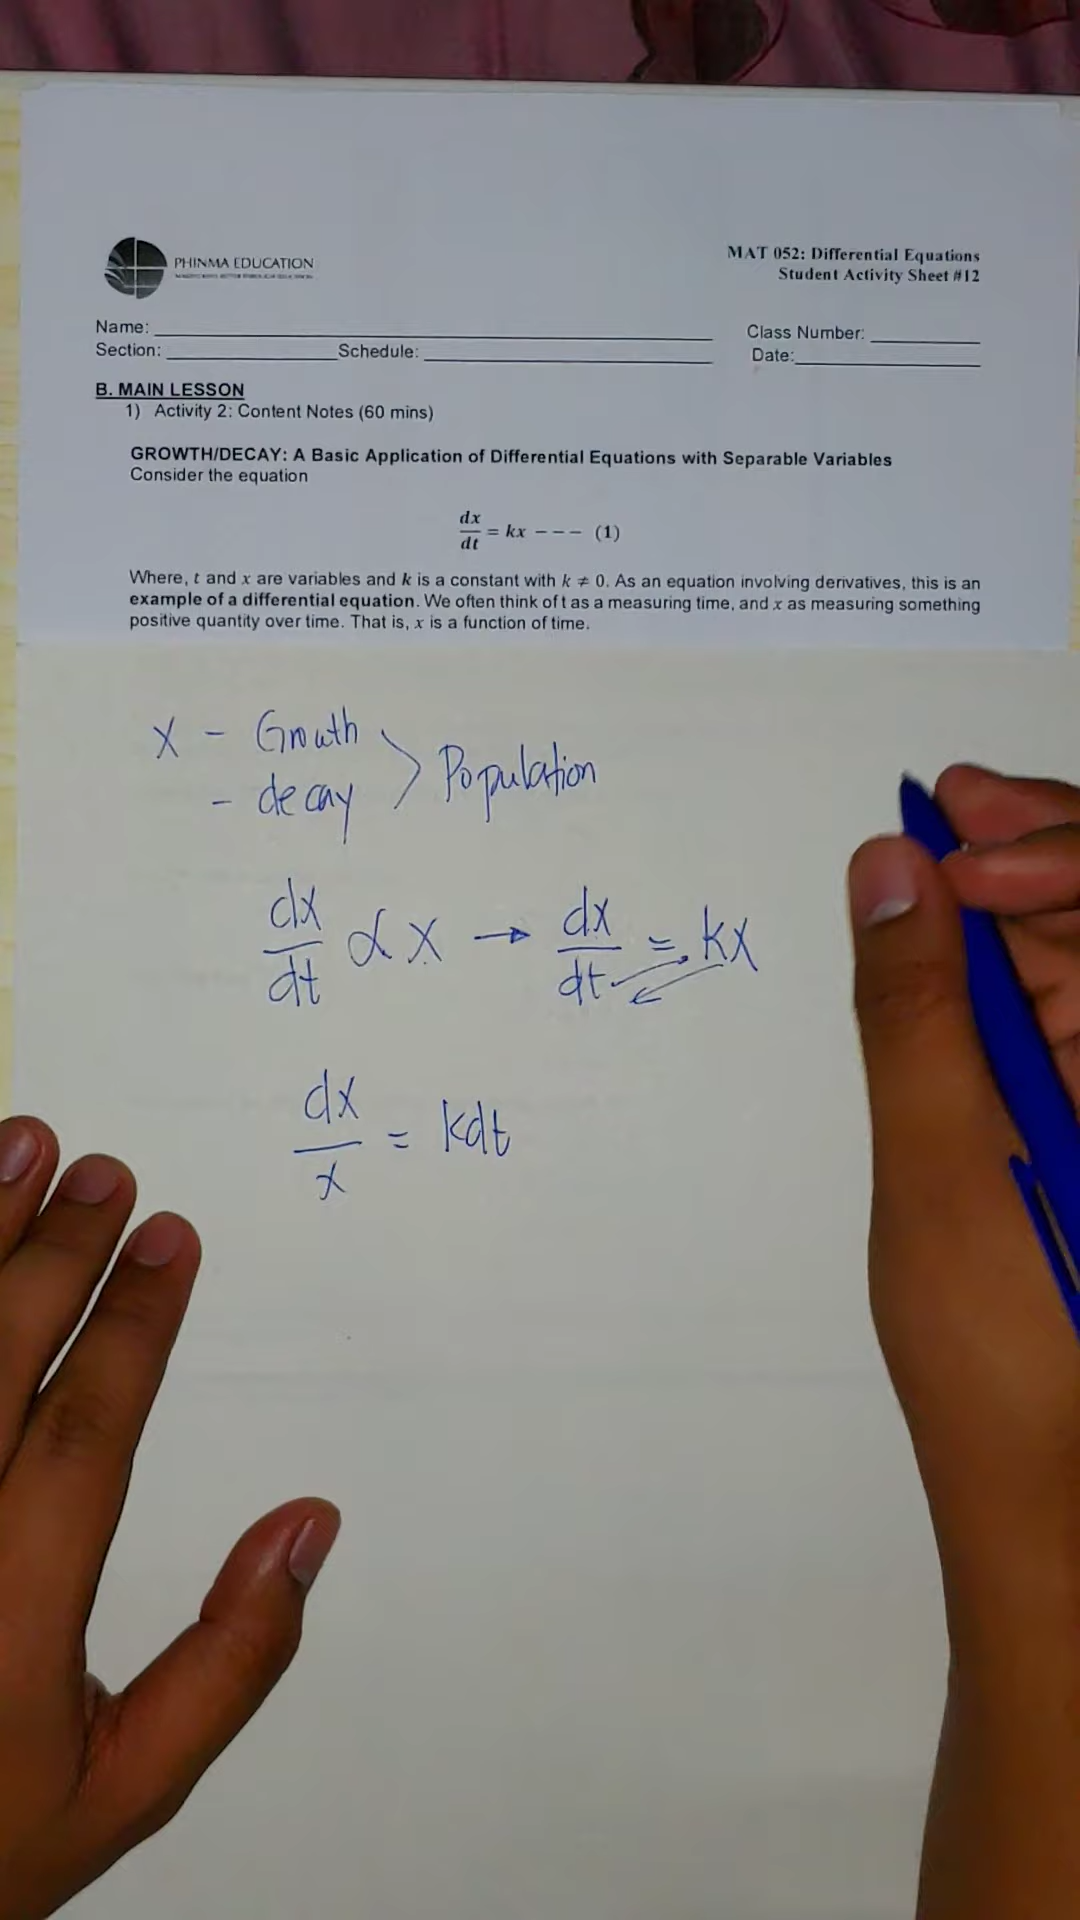 PHINMA EDUCATION
MAT 052: Differential Equations
Student Activity Sheet #12
Name:
Class Number:
Section: Schedule:
Date:
B. MAIN LESSON
1) Activity 2: Content Notes (60 mins)
GROWTH/DECAY: A Basic Application of Differential Equations with Separable Variables
Consider the equation
dx/dt = kx --- (1)
Where, t and x are variables and k is a constant with k ≠ 0. As an equation involving derivatives, this is an
example of a differential equation. We often think of t as a measuring time, and x as measuring something
positive quantity over time. That is, x is a function of time.
x - Growth
- decay > Population
dx/dt ∝ x → dx/dt = kx
dx/x = kdt